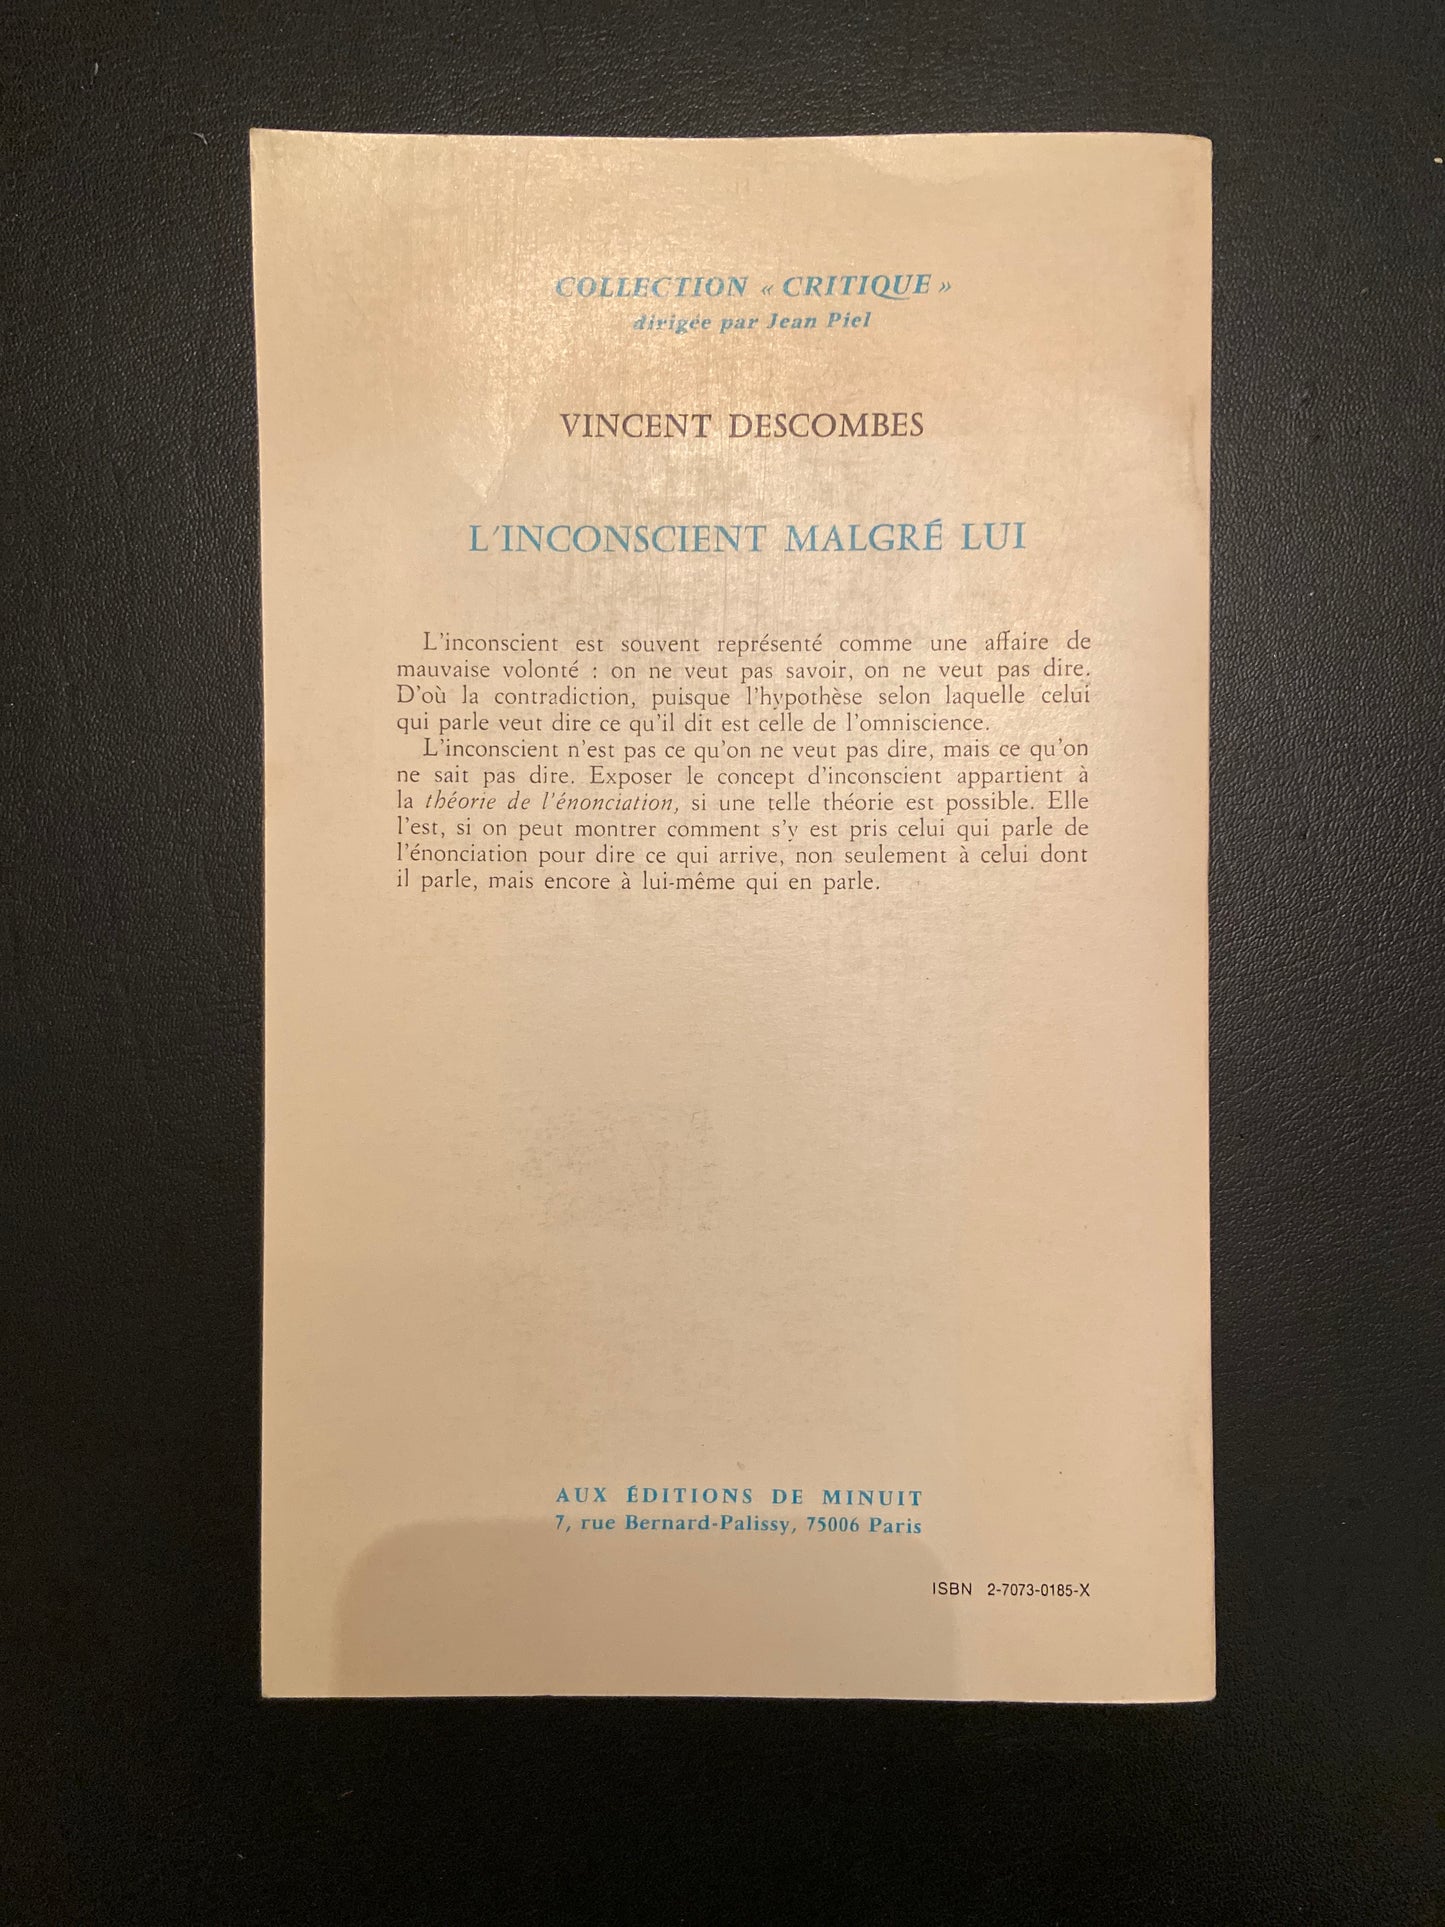 COLLECTION « CRITIQUE »
dirigée par Jean Piel
VINCENT DESCOMBES
L'INCONSCIENT MALGRÉ LUI
L'inconscient est souvent représenté comme une affaire de
mauvaise volonté : on ne veut pas savoir, on ne veut pas dire.
D'où la contradiction, puisque l'hypothèse selon laquelle celui
qui parle veut dire ce qu'il dit est celle de l'omniscience.
L'inconscient n'est pas ce qu'on ne veut pas dire, mais ce qu'on
ne sait pas dire. Exposer le concept d'inconscient appartient à
la théorie de l'énonciation, si une telle théorie est possible. Elle
l'est, si on peut montrer comment s'y est pris celui qui parle de
l'énonciation pour dire ce qui arrive, non seulement à celui dont
il parle, mais encore à lui-même qui en parle.
AUX ÉDITIONS DE MINUIT
7, rue Bernard-Palissy, 75006 Paris
ISBN 2-7073-0185-X